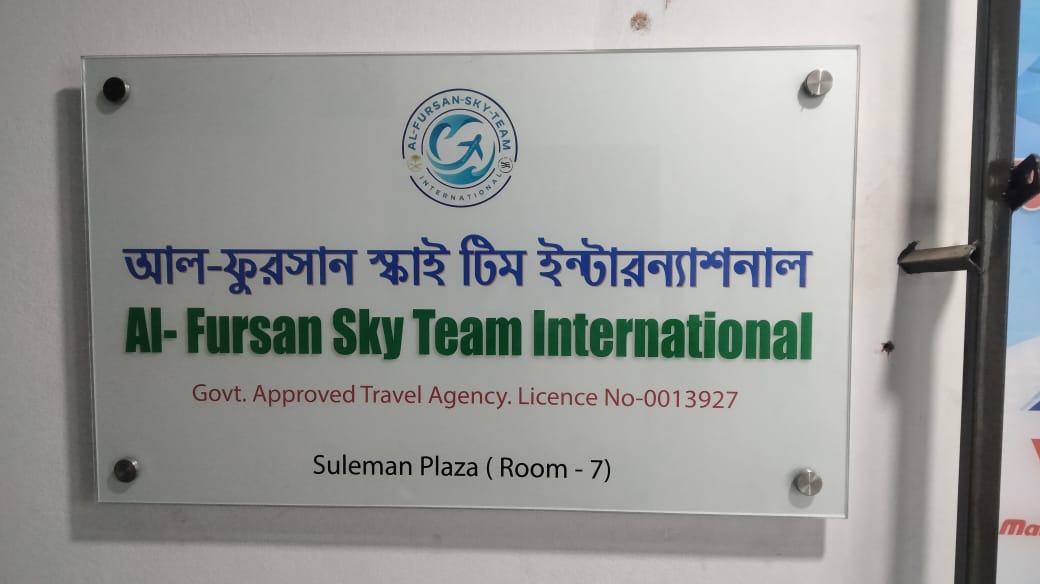 AL-FURSAN-SKY-TEAM
INTERNATIONAL
আল-ফুরসান স্কাই টিম ইন্টারন্যাশনাল
Al- Fursan Sky Team International
Govt. Approved Travel Agency. Licence No-0013927
Suleman Plaza ( Room - 7)